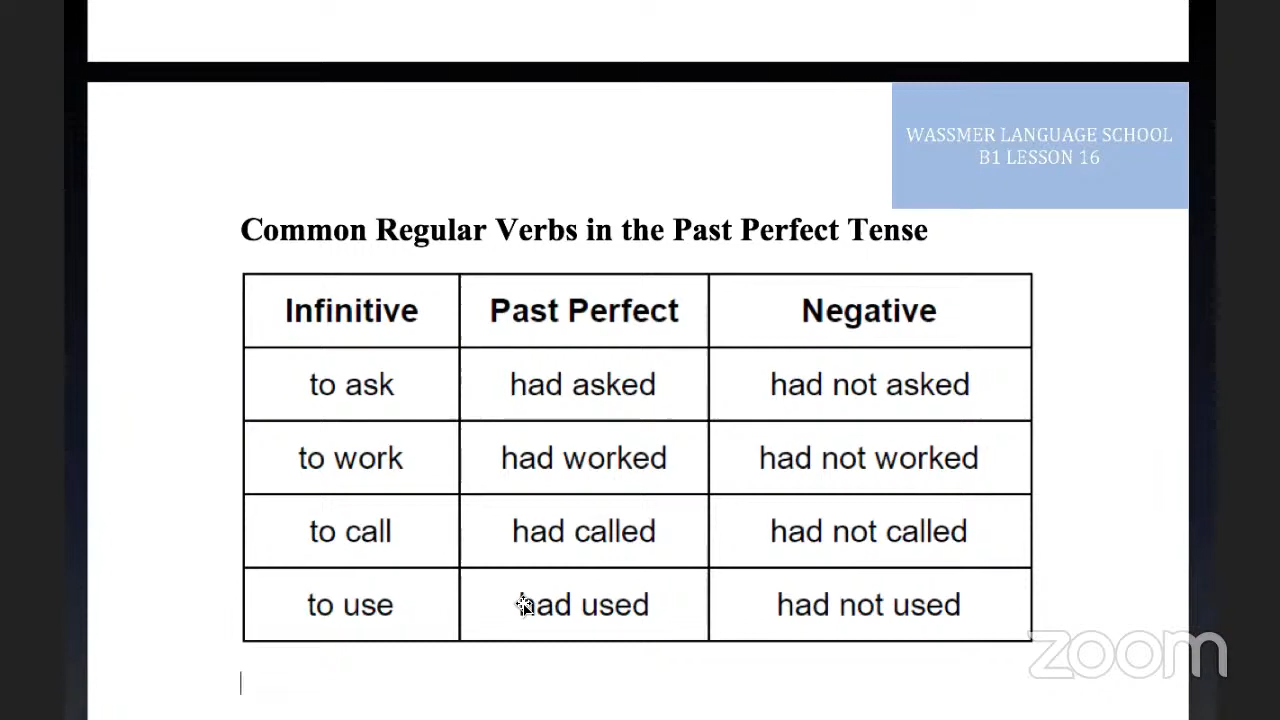 WASSMER LANGUAGE SCHOOL
B1 LESSON 16
Common Regular Verbs in the Past Perfect Tense
Infinitive Past Perfect Negative
to ask had asked had not asked
to work had worked had not worked
to call had called had not called
to use had used had not used
zoom